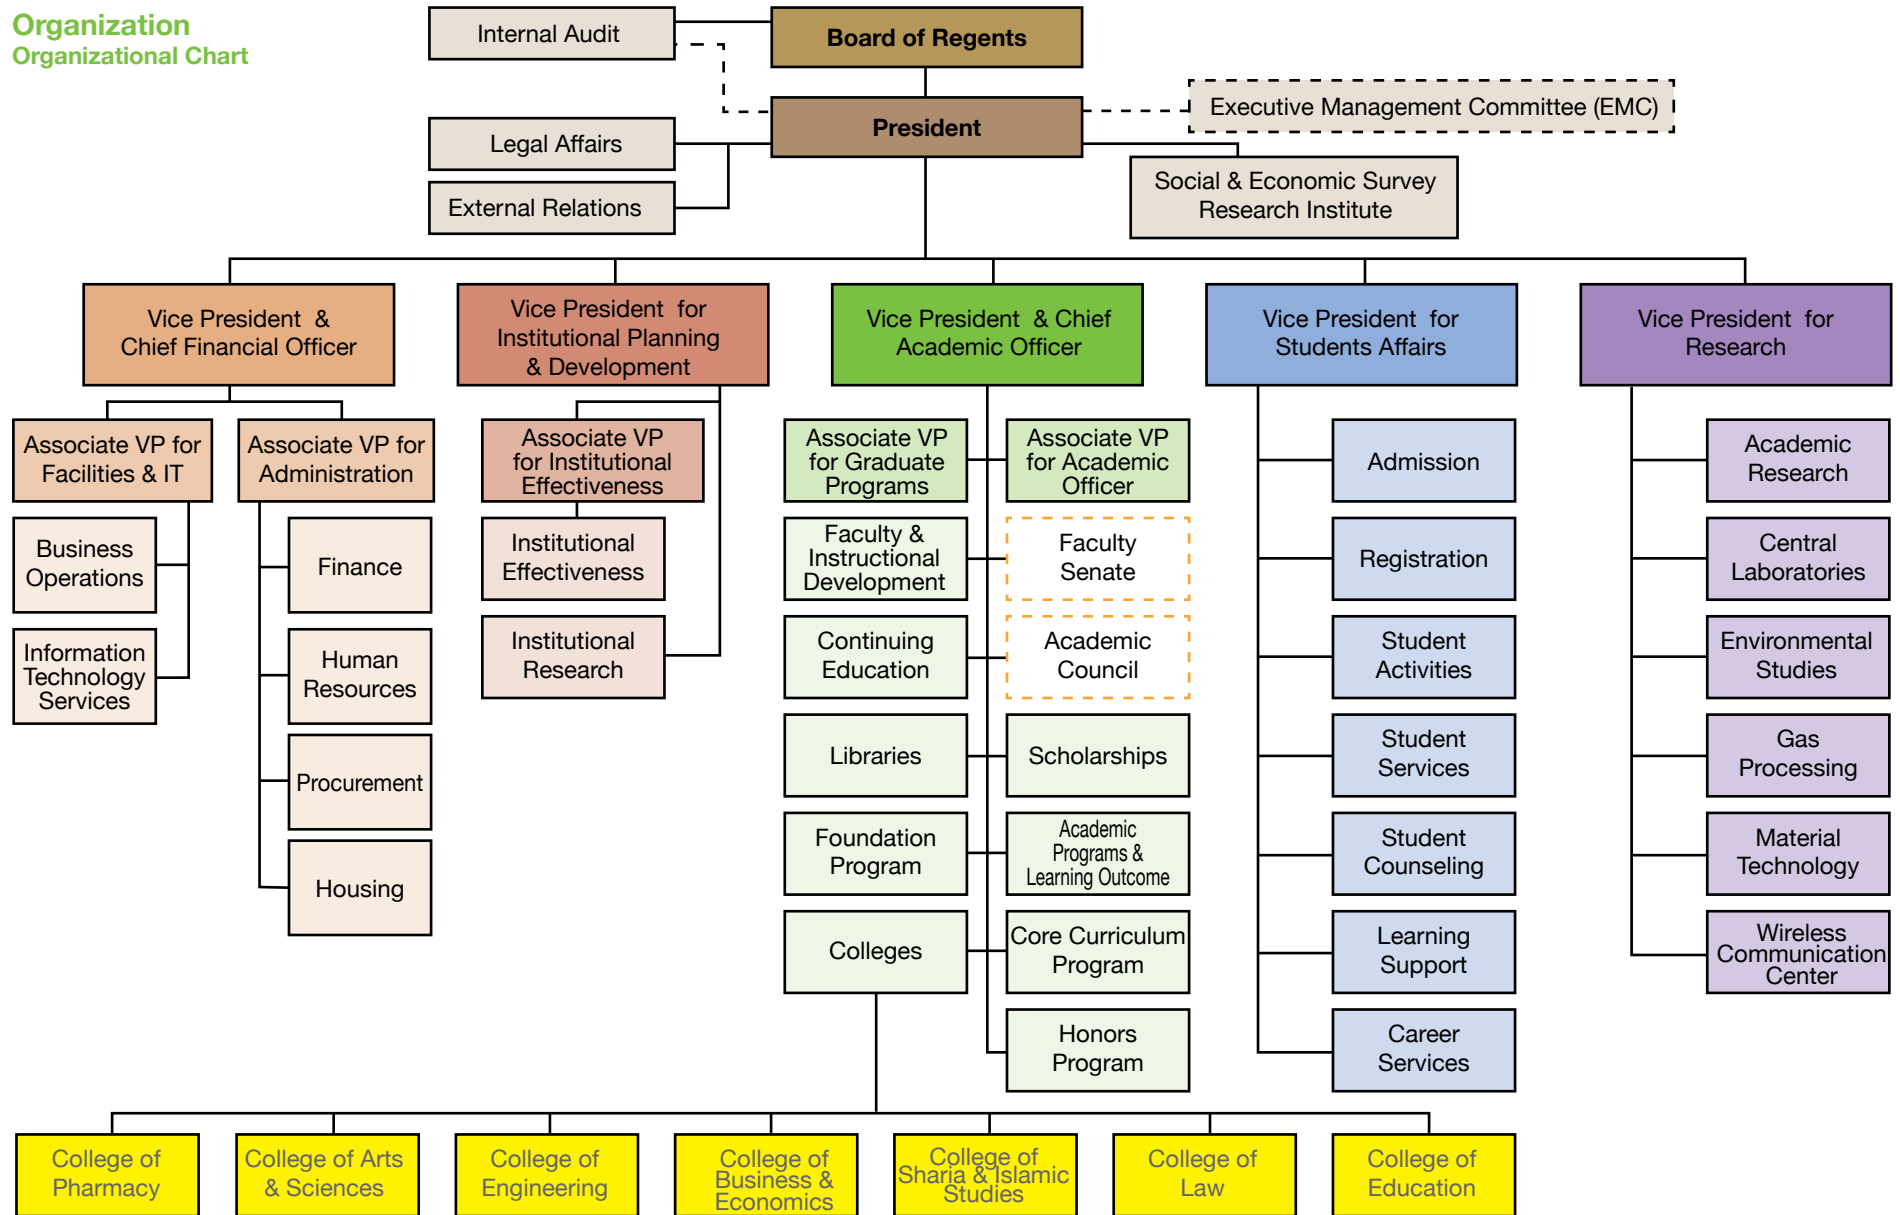 Organization
Organizational Chart
Internal Audit
Board of Regents
Executive Management Committee (EMC)
President
Legal Affairs
External Relations
Social & Economic Survey
Research Institute
Vice President &
Chief Financial Officer
Vice President for
Institutional Planning
& Development
Vice President & Chief
Academic Officer
Vice President for
Students Affairs
Vice President for
Research
Associate VP for
Facilities & IT
Associate VP for
Administration
Associate VP
for Institutional
Effectiveness
Associate VP
for Graduate
Programs
Associate VP
for Academic
Officer
Admission
Academic
Research
Business
Operations
Finance
Institutional
Effectiveness
Faculty &
Instructional
Development
Faculty
Senate
Registration
Central
Laboratories
Information
Technology
Services
Human
Resources
Institutional
Research
Continuing
Education
Academic
Council
Student
Activities
Environmental
Studies
Procurement
Libraries
Scholarships
Student
Services
Gas
Processing
Housing
Foundation
Program
Academic
Programs &
Learning Outcome
Student
Counseling
Material
Technology
Colleges
Core Curriculum
Program
Learning
Support
Wireless
Communication
Center
Honors
Program
Career
Services
College of
Pharmacy
College of Arts
& Sciences
College of
Engineering
College of
Business &
Economics
College of
Sharia & Islamic
Studies
College of
Law
College of
Education